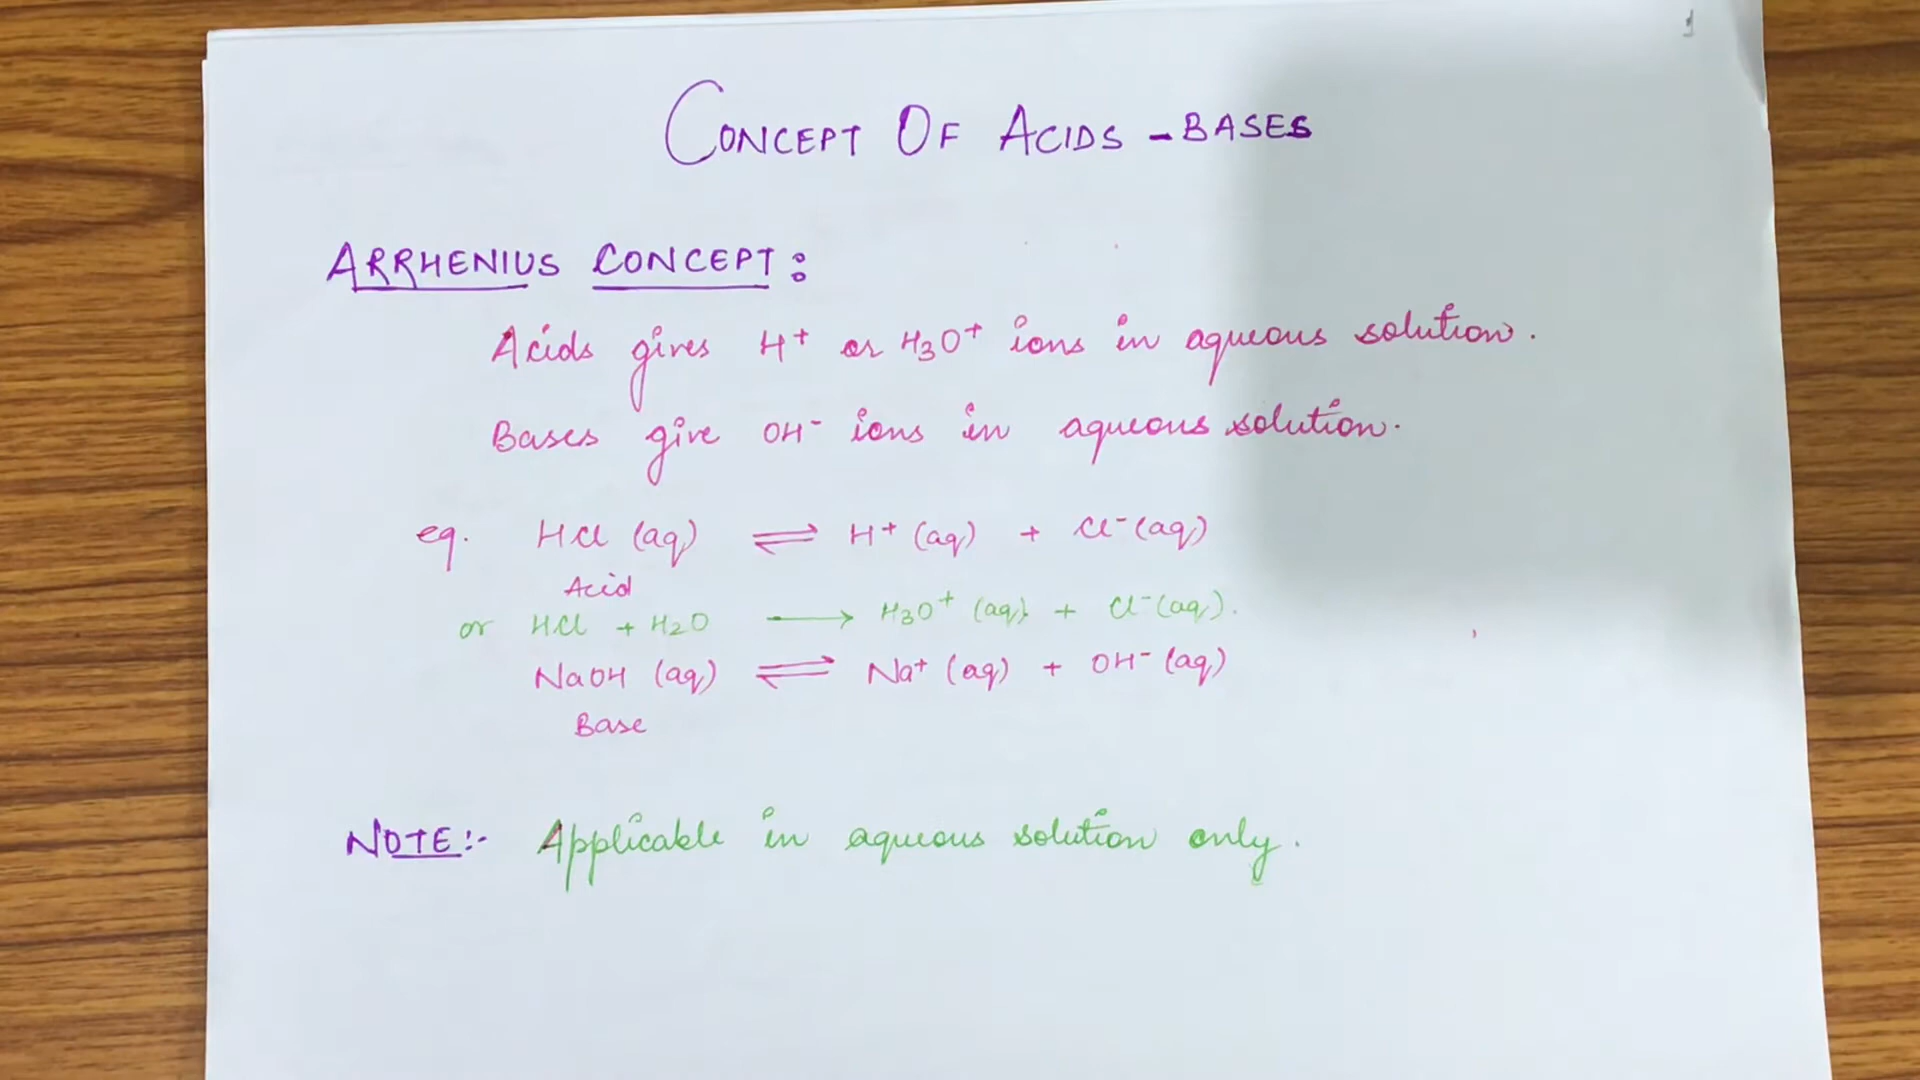 CONCEPT OF ACIDS - BASES
ARRHENIUS CONCEPT:
Acids gives H+ or H3O+ ions in aqueous solution.
Bases give OH- ions in aqueous solution.
eg. HCl (aq) ⇌ H+ (aq) + Cl- (aq)
Acid
or HCl + H2O ⟶ H3O+ (aq) + Cl- (aq).
NaOH (aq) ⇌ Na+ (aq) + OH- (aq)
Base
NOTE:- Applicable in aqueous solution only.